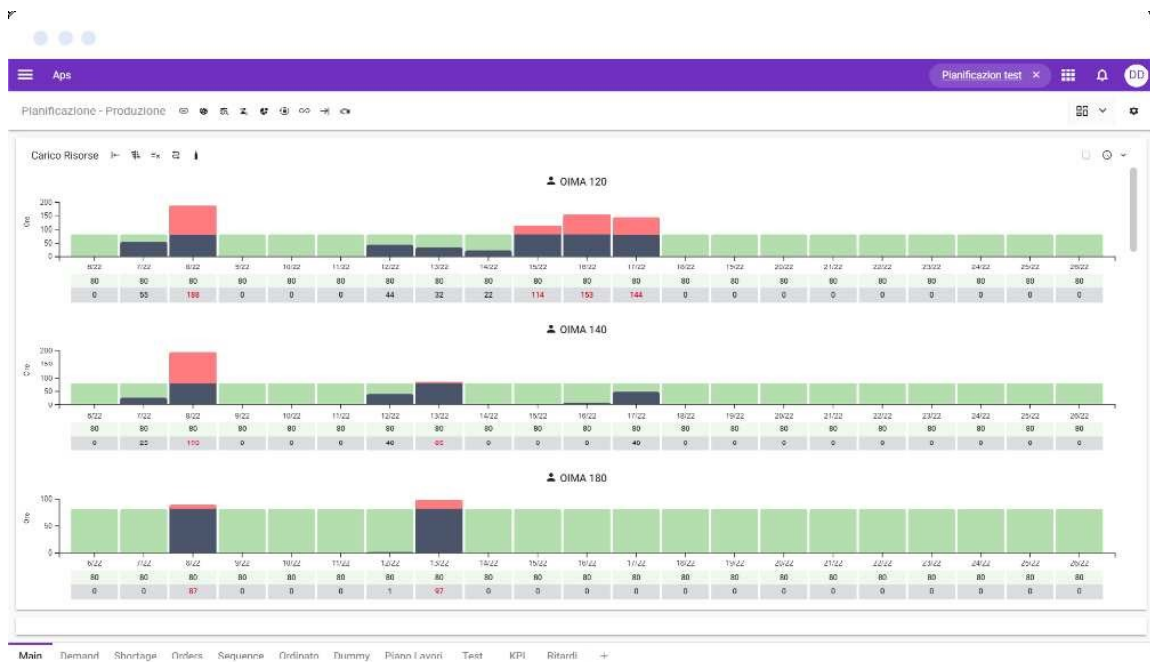 Aps
Pianificazion test ×
DD
Pianificazione - Produzione
Carico Risorse
OIMA 120
Ore
200
150
100
50
0
6/22 7/22 8/22 9/22 10/22 11/22 12/22 13/22 14/22 15/22 16/22 17/22 18/22 19/22 20/22 21/22 22/22 23/22 24/22 25/22 26/22
80 80 80 80 80 80 80 80 80 80 80 80 80 80 80 80 80 80 80 80 80
0 55 188 0 0 0 44 32 22 114 153 144 0 0 0 0 0 0 0 0 0
OIMA 140
Ore
200
150
100
50
0
6/22 7/22 8/22 9/22 10/22 11/22 12/22 13/22 14/22 15/22 16/22 17/22 18/22 19/22 20/22 21/22 22/22 23/22 24/22 25/22 26/22
80 80 80 80 80 80 80 80 80 80 80 80 80 80 80 80 80 80 80 80 80
0 0 0 0 0 0 0 0 0 0 0 0 0 0 0 0
OIMA 180
Ore
100
50
0
6/22 7/22 8/22 9/22 10/22 11/22 12/22 13/22 14/22 15/22 16/22 17/22 18/22 19/22 20/22 21/22 22/22 23/22 24/22 25/22 26/22
80 80 80 80 80 80 80 80 80 80 80 80 80 80 80 80 80 80 80 80 80
0 0 87 0 0 0 1 97 0 0 0 0 0 0 0 0 0 0 0 0 0
Main Demand Shortage Orders Sequence Ordinato Dummy Piano Lavori Test KPI Ritardi +